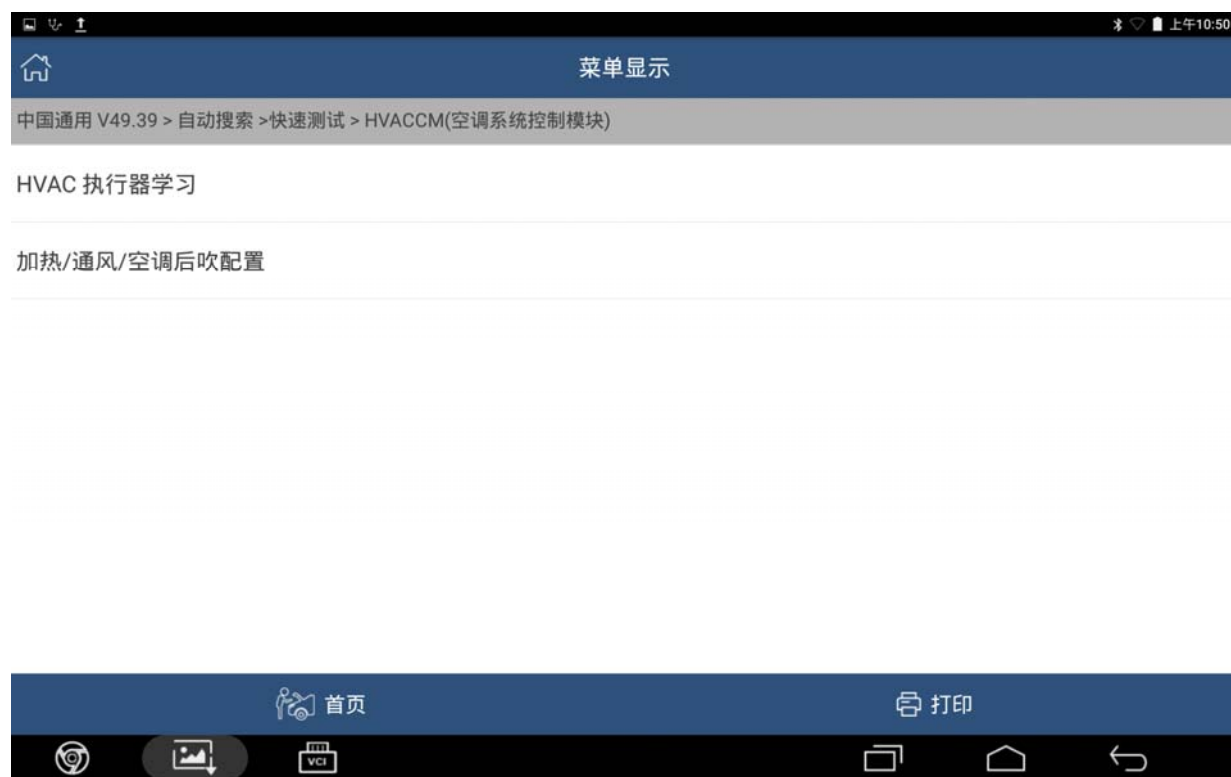 上午10:50
菜单显示
中国通用 V49.39 > 自动搜索 >快速测试 > HVACCM(空调系统控制模块)
HVAC 执行器学习
加热/通风/空调后吹配置
首页
打印
VCI